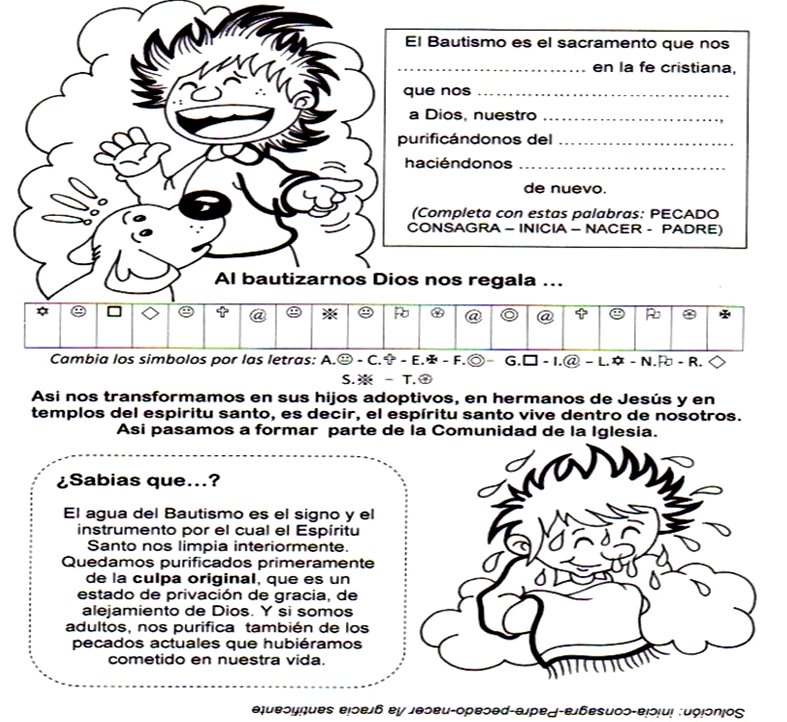 El Bautismo es el sacramento que nos
.............................. en la fe cristiana,
que nos ........................................
a Dios, nuestro .............................,
purificándonos del ............................
haciéndonos .................................
de nuevo.
(Completa con estas palabras: PECADO
CONSAGRA – INICIA – NACER - PADRE)
Al bautizarnos Dios nos regala ...
✡ ☺ □ ◇ ☺ ✞ @ ☺ ※ ☺ ⚐ ⊛ @ ◎ @ ✞ ☺ ⚐ ⊛ ✠
Cambia los simbolos por las letras: A.☺ - C.✞ - E.✠ - F.◎- G.□ - I.@ – L.✡ - N.⚐ - R. ◇
S.※ – T.⊛
Asi nos transformamos en sus hijos adoptivos, en hermanos de Jesús y en
templos del espiritu santo, es decir, el espíritu santo vive dentro de nosotros.
Asi pasamos a formar parte de la Comunidad de la Iglesia.
¿Sabias que...?
El agua del Bautismo es el signo y el
instrumento por el cual el Espíritu
Santo nos limpia interiormente.
Quedamos purificados primeramente
de la culpa original, que es un
estado de privación de gracia, de
alejamiento de Dios. Y si somos
adultos, nos purifica también de los
pecados actuales que hubiéramos
cometido en nuestra vida.
Solución: inicia-consagra-Padre-pecado-nacer/la gracia santificante